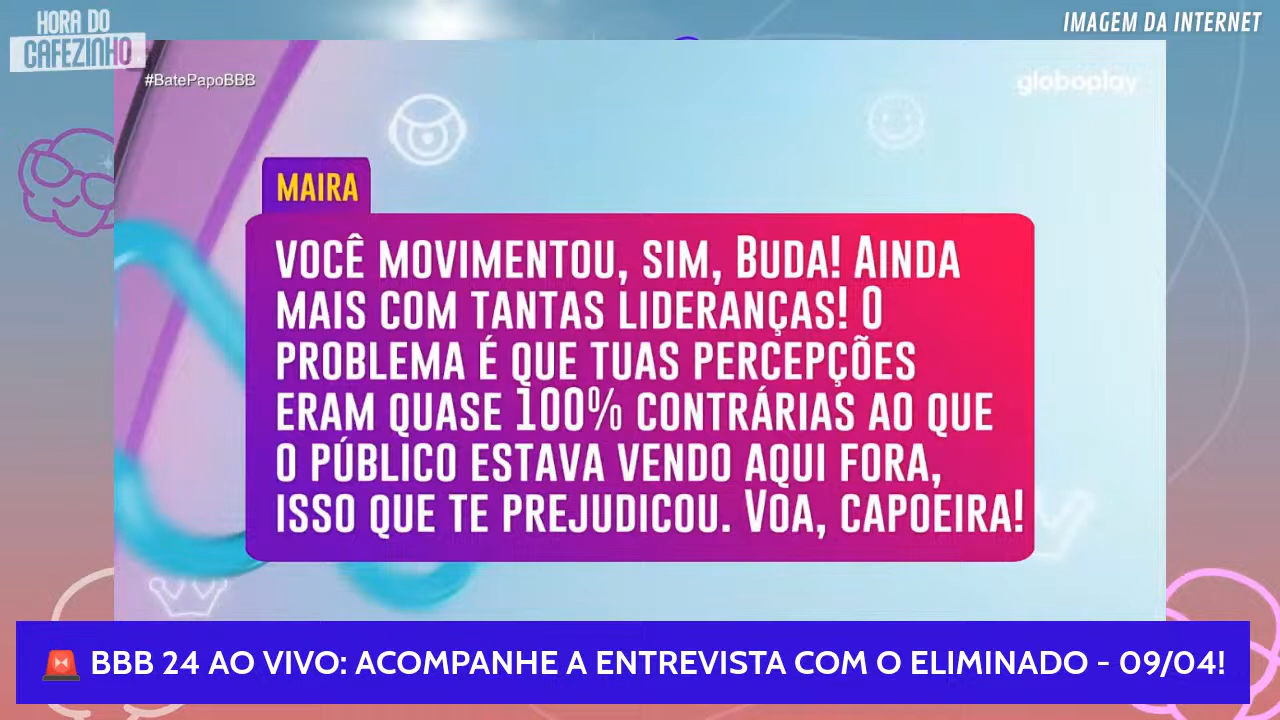 HORA DO
CAFEZINHO
IMAGEM DA INTERNET
#BatePapoBBB
globoplay
MAIRA
VOCÊ MOVIMENTOU, SIM, BUDA! AINDA
MAIS COM TANTAS LIDERANÇAS! O
PROBLEMA É QUE TUAS PERCEPÇÕES
ERAM QUASE 100% CONTRÁRIAS AO QUE
O PÚBLICO ESTAVA VENDO AQUI FORA,
ISSO QUE TE PREJUDICOU. VOA, CAPOEIRA!
🚨 BBB 24 AO VIVO: ACOMPANHE A ENTREVISTA COM O ELIMINADO - 09/04!